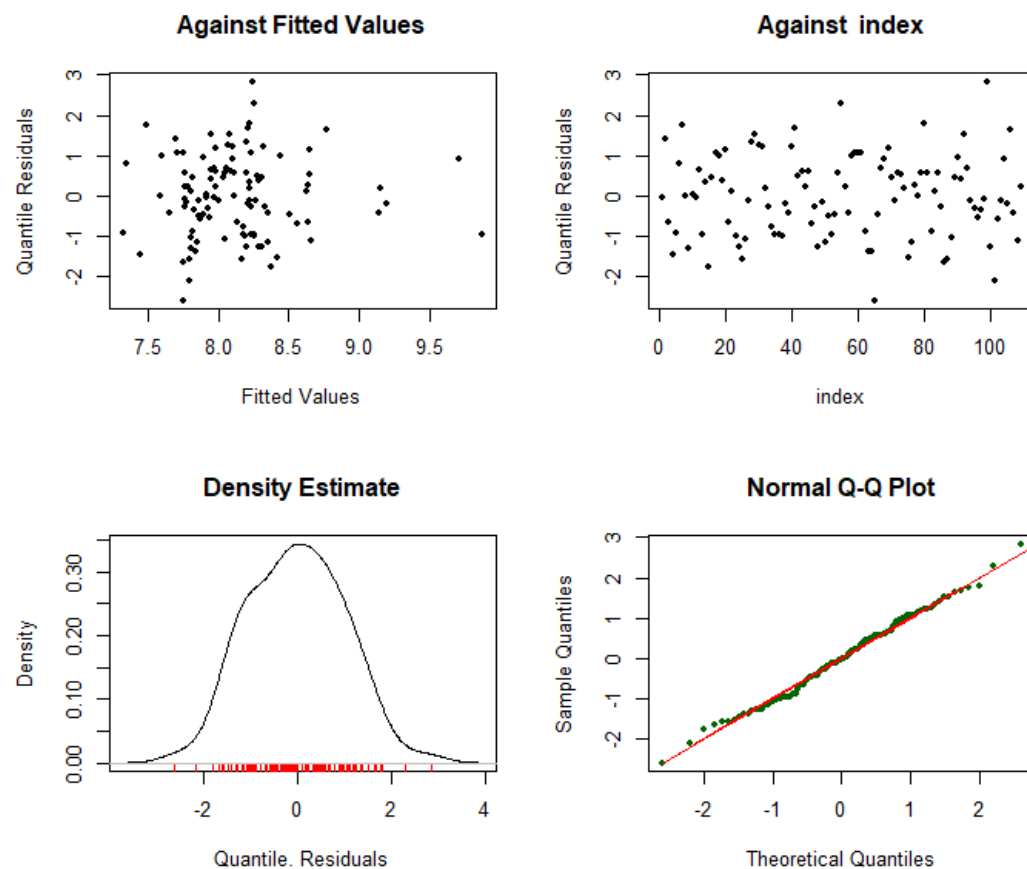 Against Fitted Values
Quantile Residuals
3
2
1
0
-1
-2
7.5 8.0 8.5 9.0 9.5
Fitted Values
Against  index
Quantile Residuals
3
2
1
0
-1
-2
0 20 40 60 80 100
index
Density Estimate
Density
0.30
0.20
0.10
0.00
-2 0 2 4
Quantile. Residuals
Normal Q-Q Plot
Sample Quantiles
3
2
1
0
-1
-2
-2 -1 0 1 2
Theoretical Quantiles